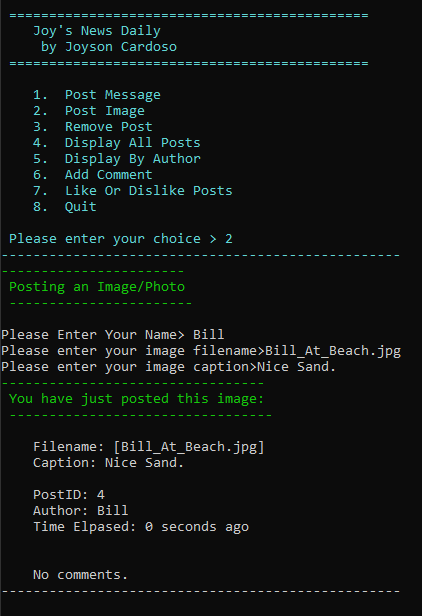 =============================================
Joy's News Daily
by Joyson Cardoso
=============================================
1. Post Message
2. Post Image
3. Remove Post
4. Display All Posts
5. Display By Author
6. Add Comment
7. Like Or Dislike Posts
8. Quit
Please enter your choice > 2
--------------------------------------------------
-----------------------
Posting an Image/Photo
-----------------------
Please Enter Your Name> Bill
Please enter your image filename>Bill_At_Beach.jpg
Please enter your image caption>Nice Sand.
---------------------------------
You have just posted this image:
---------------------------------
Filename: [Bill_At_Beach.jpg]
Caption: Nice Sand.
PostID: 4
Author: Bill
Time Elpased: 0 seconds ago
No comments.
--------------------------------------------------